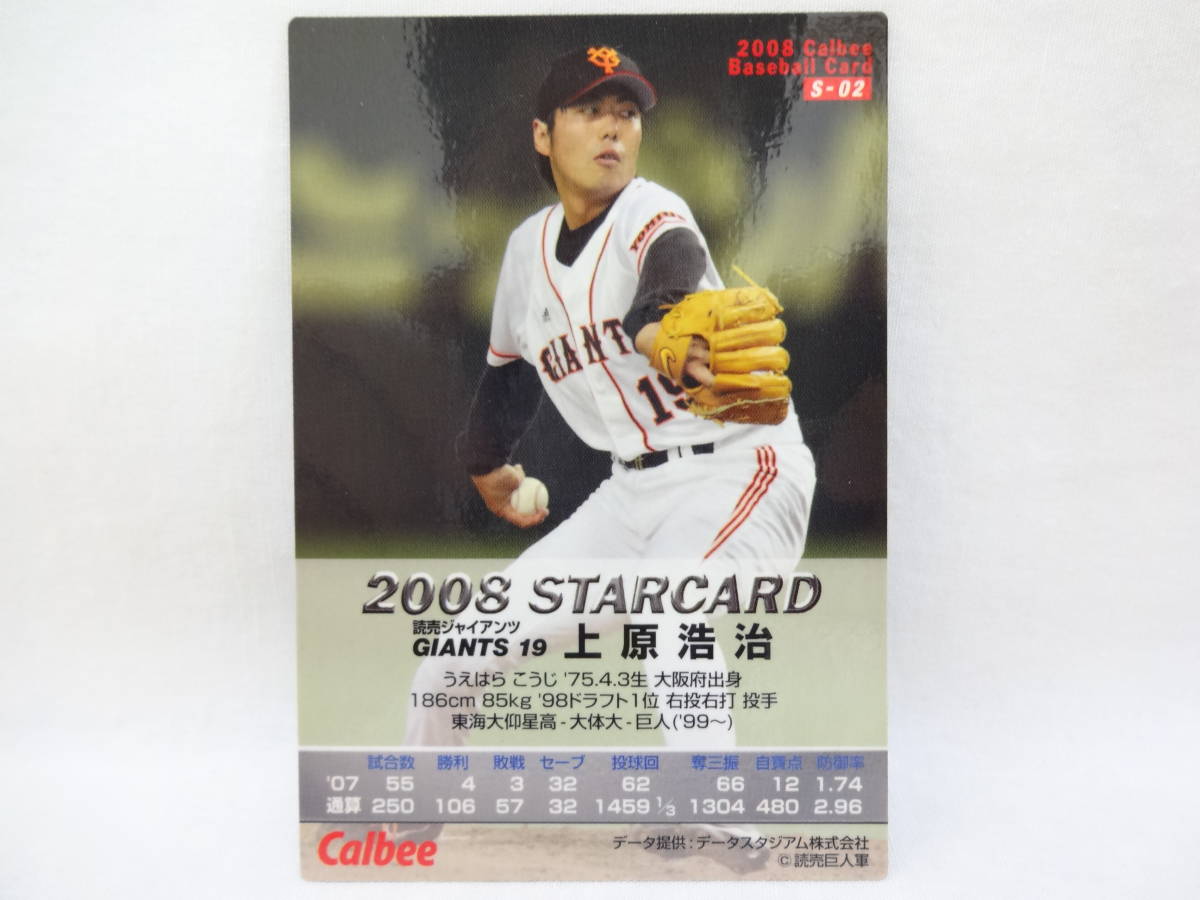 2008 Calbee
Baseball Card
S-02
YG
YOMIU
GIANT
19
2008 STARCARD
読売ジャイアンツ
GIANTS 19 上原浩治
うえはら こうじ '75.4.3生 大阪府出身
186cm 85kg '98ドラフト1位 右投右打 投手
東海大仰星高-大体大-巨人('99~)
試合数 勝利 敗戦 セーブ 投球回 奪三振 自責点 防御率
'07 55 4 3 32 62 66 12 1.74
通算 250 106 57 32 1459 1/3 1304 480 2.96
Calbee
データ提供:データスタジアム株式会社
©読売巨人軍